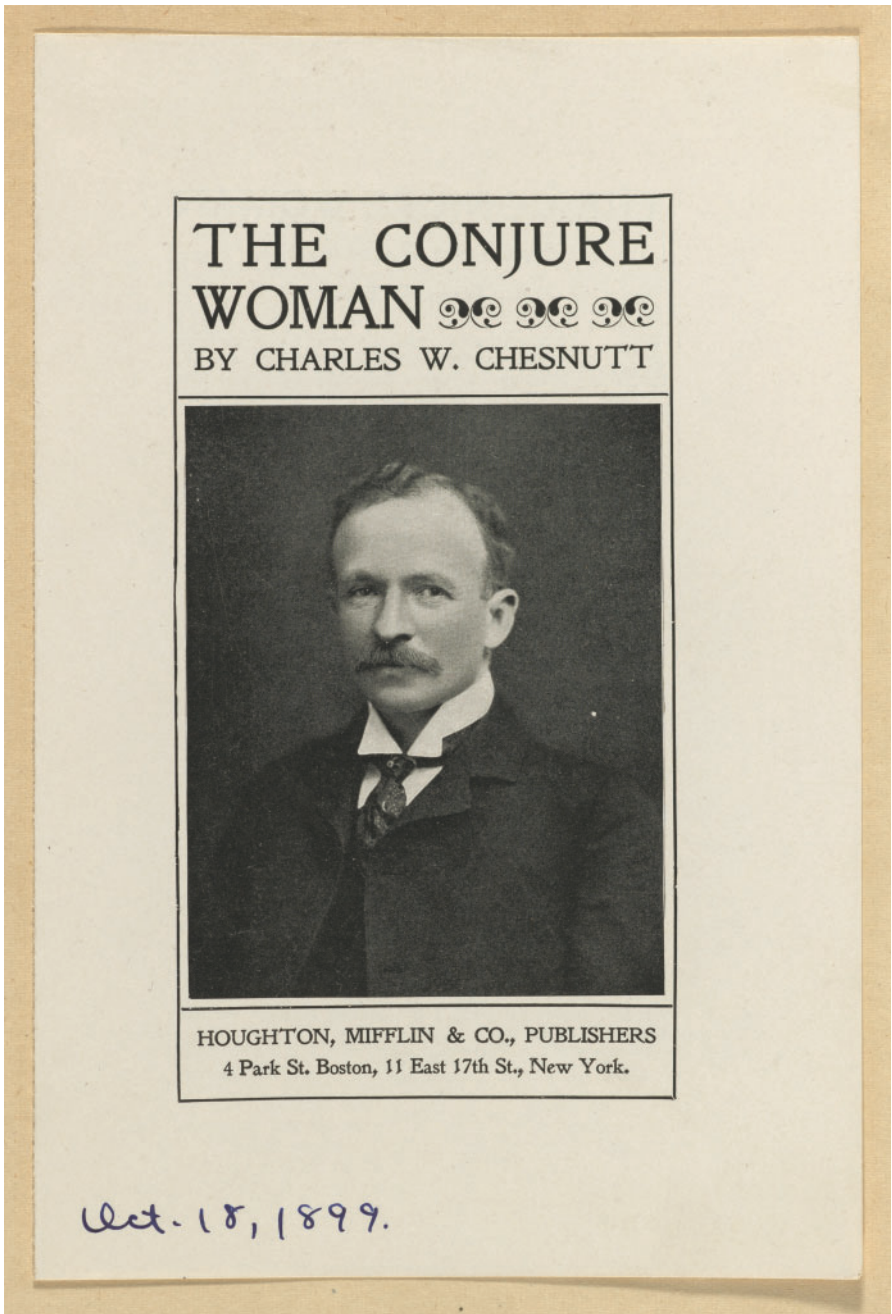 THE CONJURE
WOMAN
BY CHARLES W. CHESNUTT
HOUGHTON, MIFFLIN & CO., PUBLISHERS
4 Park St. Boston, 11 East 17th St., New York.
Oct. 18, 1899.